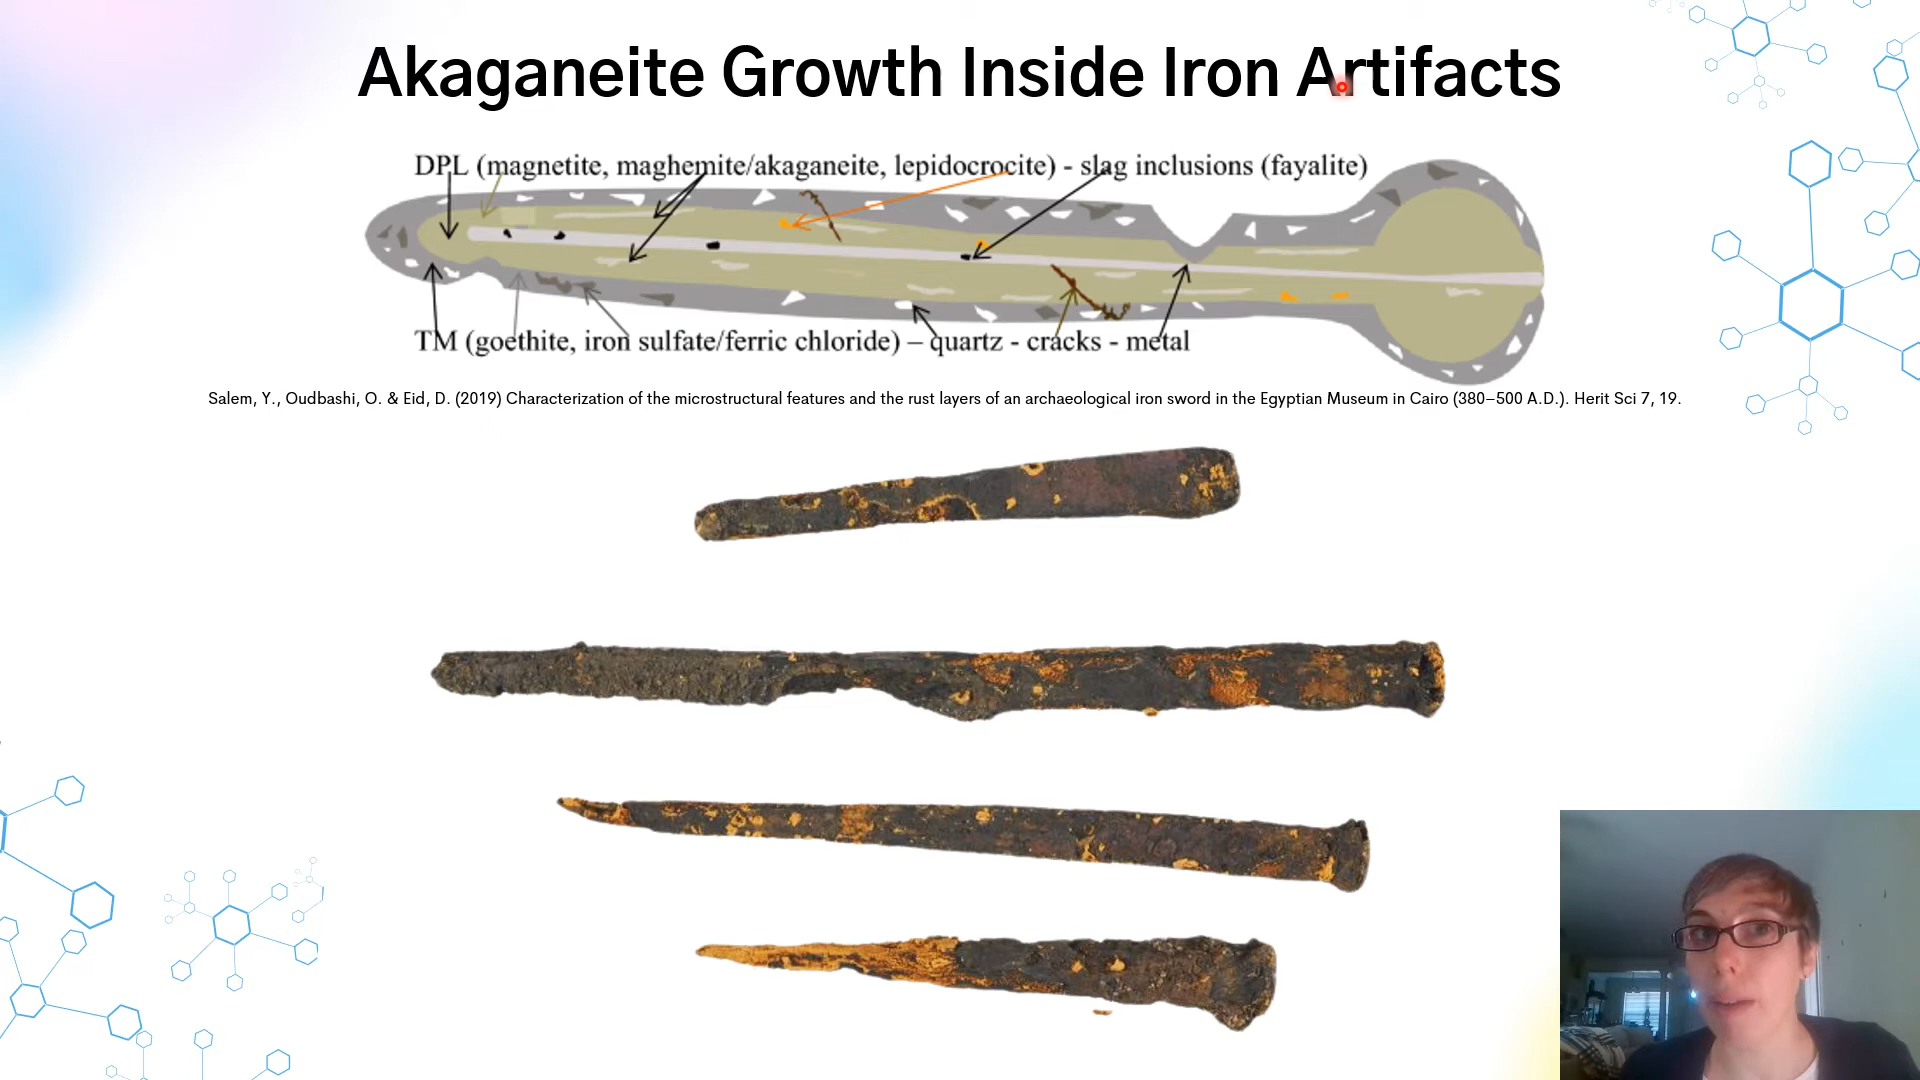 Akaganeite Growth Inside Iron Artifacts
DPL (magnetite, maghemite/akaganeite, lepidocrocite) - slag inclusions (fayalite)
TM (goethite, iron sulfate/ferric chloride) – quartz - cracks - metal
Salem, Y., Oudbashi, O. & Eid, D. (2019) Characterization of the microstructural features and the rust layers of an archaeological iron sword in the Egyptian Museum in Cairo (380–500 A.D.). Herit Sci 7, 19.